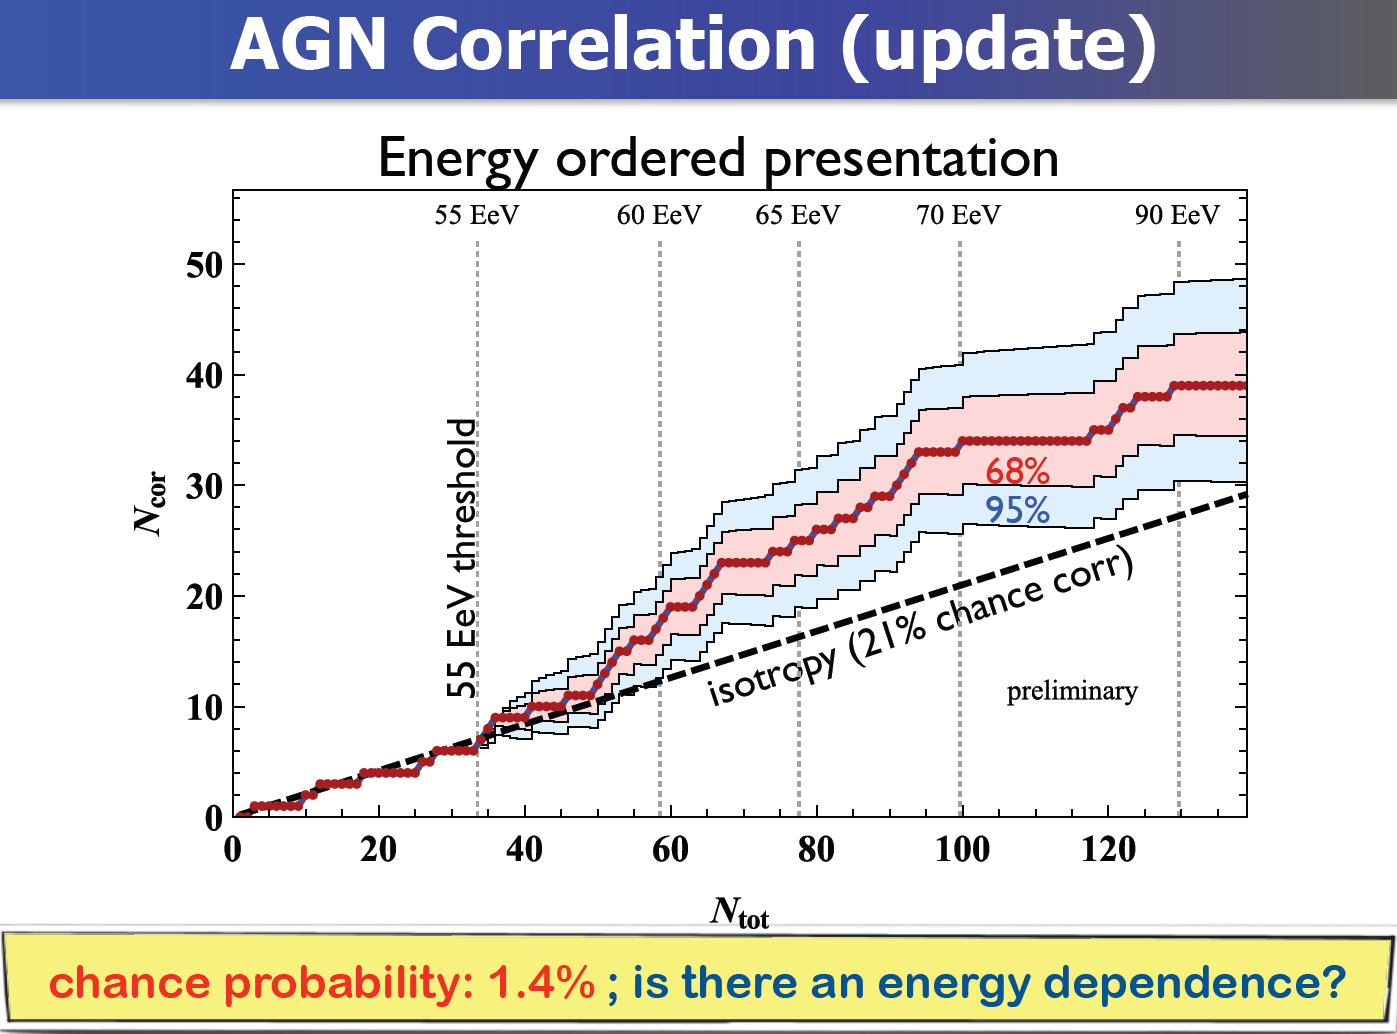 AGN Correlation (update)
Energy ordered presentation
55 EeV
60 EeV
65 EeV
70 EeV
90 EeV
50
40
30
20
10
0
Ncor
55 EeV threshold
68%
95%
isotropy (21% chance corr)
preliminary
0
20
40
60
80
100
120
Ntot
chance probability: 1.4% ; is there an energy dependence?